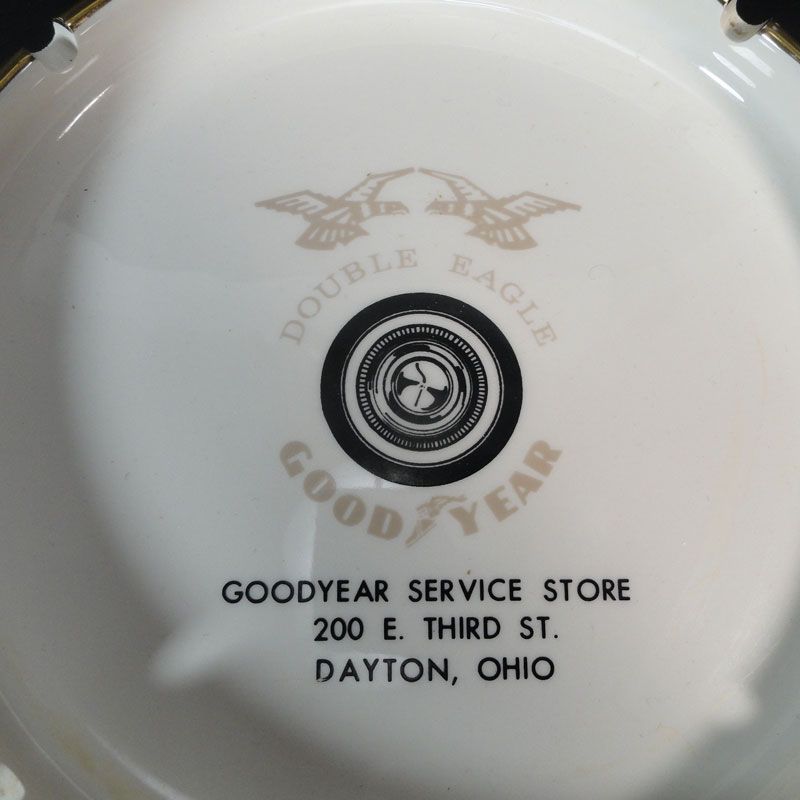 DOUBLE EAGLE
GOODYEAR
GOODYEAR SERVICE STORE
200 E. THIRD ST.
DAYTON, OHIO